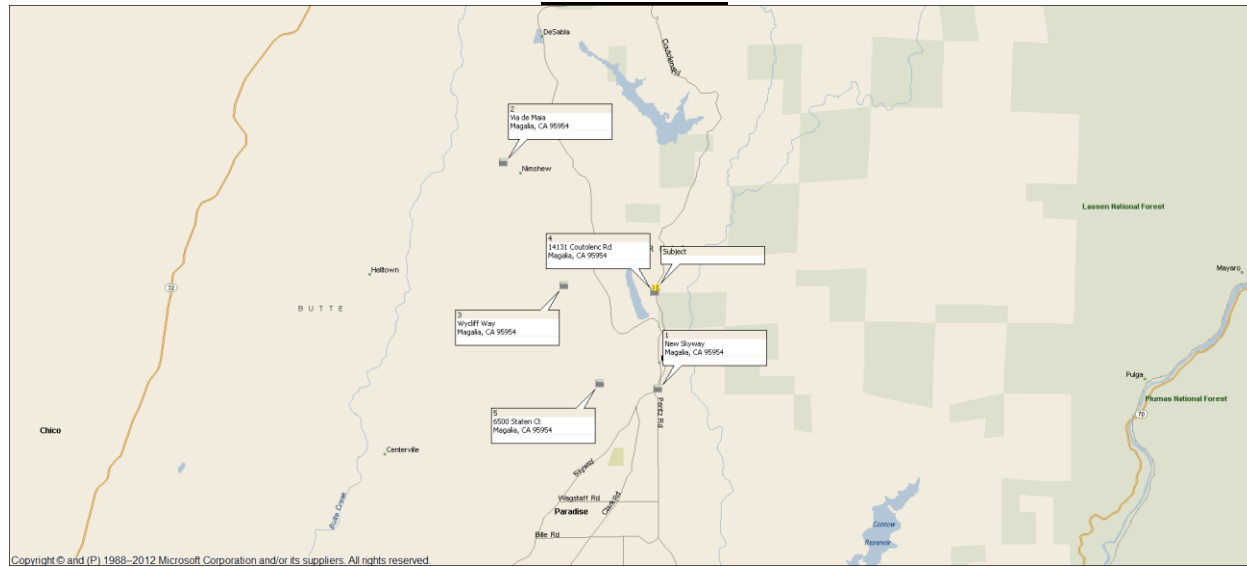 DeSabla
Coutolenc Rd
2
Via de Maia
Magalia, CA 95954
Nimshew
Lassen National Forest
4
14131 Coutolenc Rd
Magalia, CA 95954
Subject
Helltown
Mayaro
32
BUTTE
3
Wycliff Way
Magalia, CA 95954
1
New Skyway
Magalia, CA 95954
Pulga
Plumas National Forest
70
5
6500 Staten Ct
Magalia, CA 95954
Pentz Rd
Chico
Centerville
Skyway
Butte Creek
Wagstaff Rd
Clark Rd
Paradise
Bille Rd
Concow
Reservoir
Copyright © and (P) 1988–2012 Microsoft Corporation and/or its suppliers. All rights reserved.